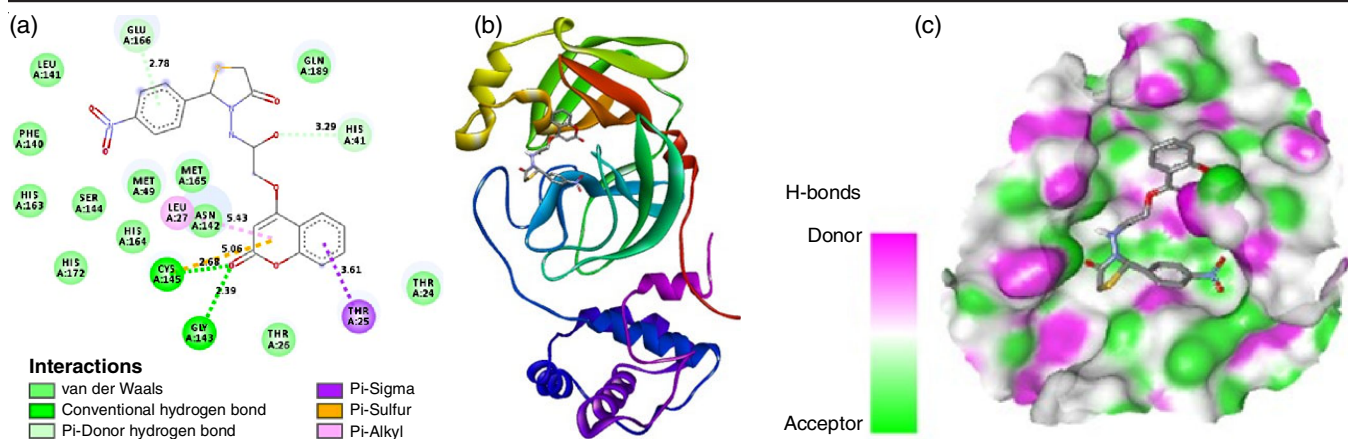 (a)
GLU
A:166
2.78
LEU
A:141
GLN
A:189
PHE
A:140
3.29
HIS
A:41
HIS
A:163
SER
A:144
MET
A:49
MET
A:165
LEU
A:27
ASN
A:142
5.43
HIS
A:164
HIS
A:172
CYS
A:145
5.06
2.68
3.61
2.39
THR
A:24
THR
A:25
GLY
A:143
THR
A:26
N
N
N
O
O
O
O
O
O
S
Interactions
van der Waals
Conventional hydrogen bond
Pi-Donor hydrogen bond
Pi-Sigma
Pi-Sulfur
Pi-Alkyl
(b)
(c)
H-bonds
Donor
Acceptor